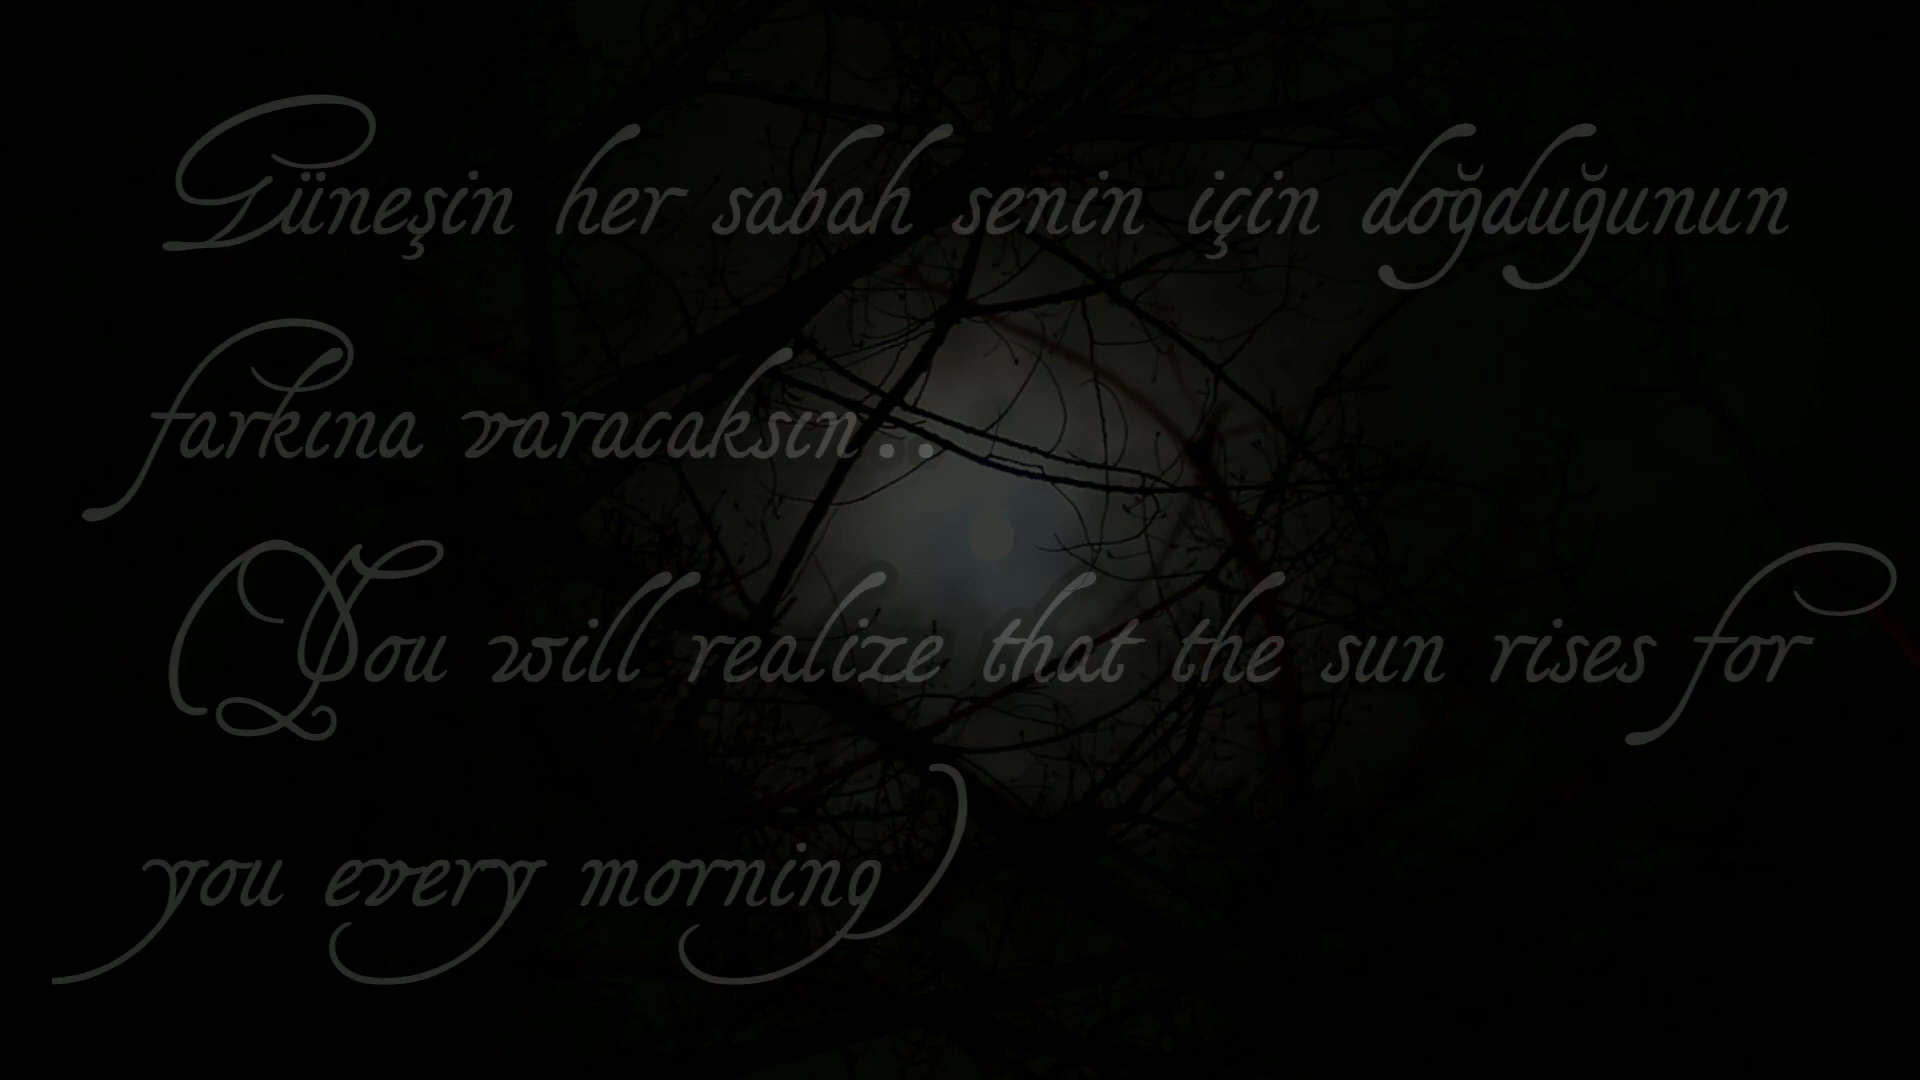 Güneşin her sabah senin için doğduğunun
farkına varacaksın..
You will realize that the sun rises for
you every morning